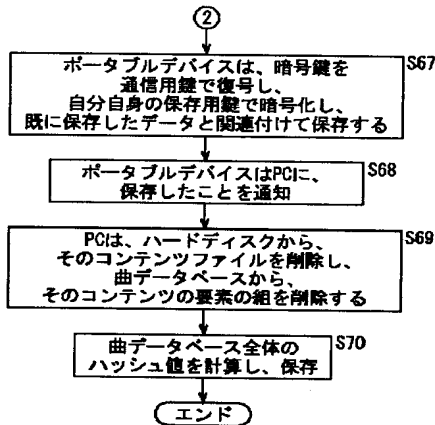 2
ポータブルデバイスは、暗号鍵を
通信用鍵で復号し、
自分自身の保存用鍵で暗号化し、
既に保存したデータと関連付けて保存する
S67
ポータブルデバイスはPCに、
保存したことを通知
S68
PCは、ハードディスクから、
そのコンテンツファイルを削除し、
曲データベースから、
そのコンテンツの要素の組を削除する
S69
曲データベース全体の
ハッシュ値を計算し、保存
S70
エンド